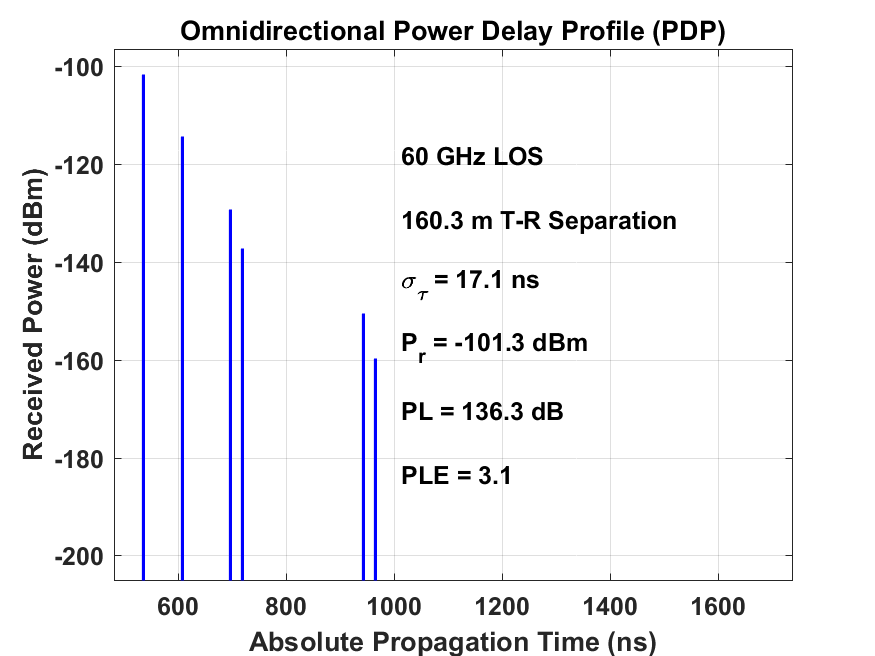 Omnidirectional Power Delay Profile (PDP)
Received Power (dBm)
-100
-120
-140
-160
-180
-200
60 GHz LOS
160.3 m T-R Separation
σ_τ = 17.1 ns
P_r = -101.3 dBm
PL = 136.3 dB
PLE = 3.1
600 800 1000 1200 1400 1600
Absolute Propagation Time (ns)